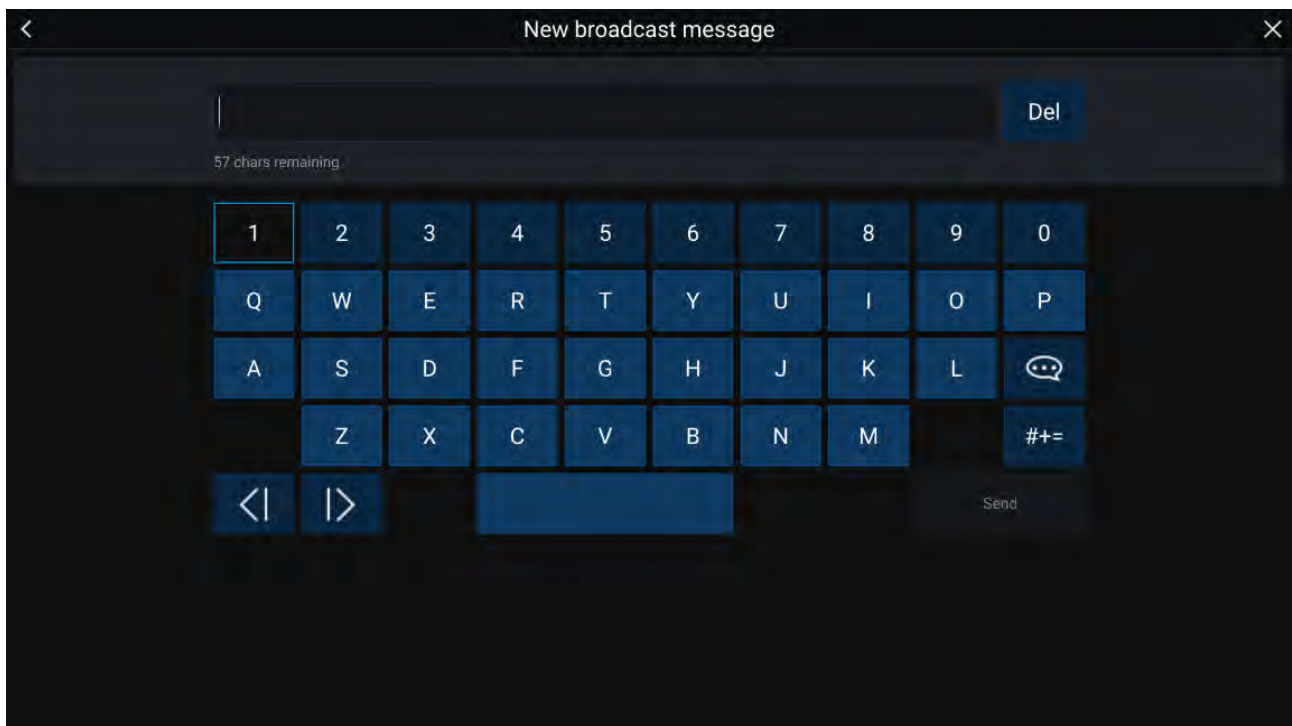 New broadcast message
Del
57 chars remaining
1 2 3 4 5 6 7 8 9 0
Q W E R T Y U I O P
A S D F G H J K L
Z X C V B N M #+=
Send